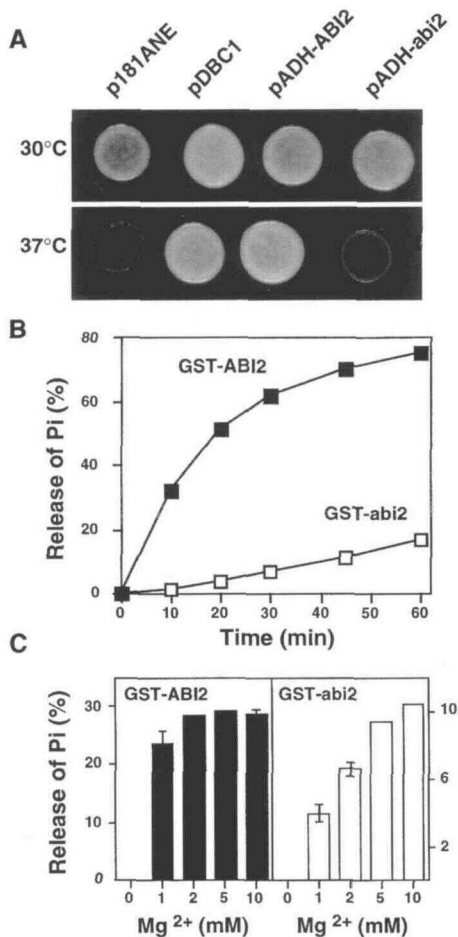 A
p181ANE
pDBC1
pADH-ABI2
pADH-abi2
30°C
37°C
B
80
60
40
20
0
Release of Pi (%)
GST-ABI2
GST-abi2
0 10 20 30 40 50 60
Time (min)
C
30
20
10
0
Release of Pi (%)
GST-ABI2
GST-abi2
10
6
2
0 1 2 5 10
0 1 2 5 10
Mg 2+ (mM)
Mg 2+ (mM)